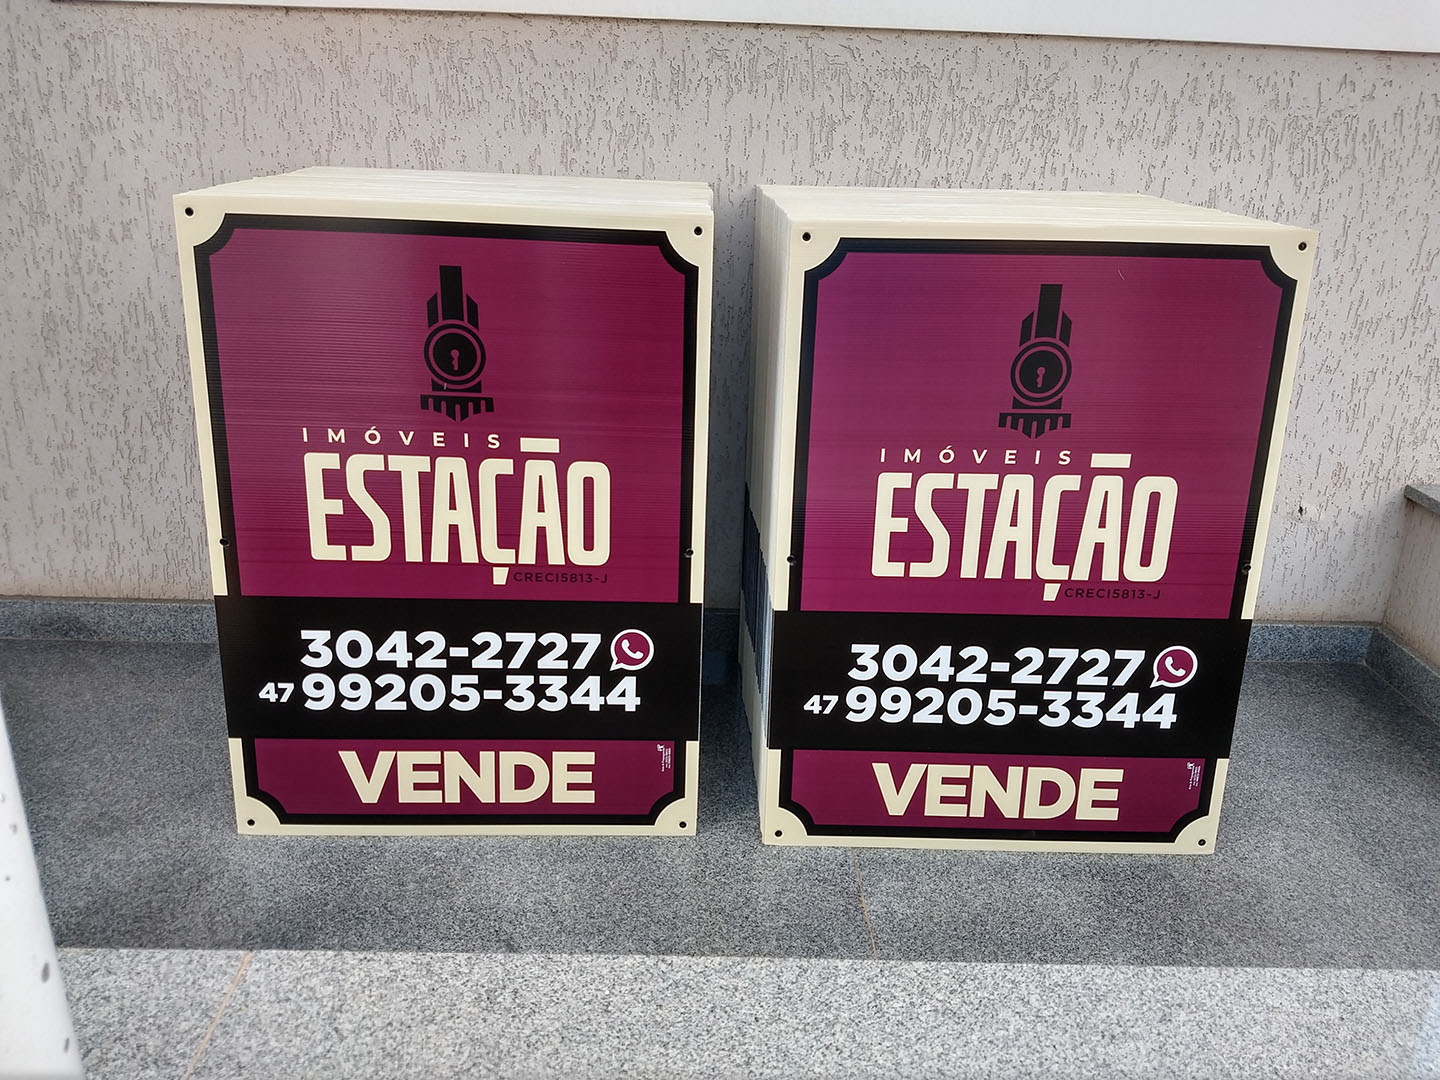 IMÓVEIS
ESTAÇÃO
CRECI5813-J
3042-2727
47 99205-3344
VENDE
IMÓVEIS
ESTAÇÃO
CRECI5813-J
3042-2727
47 99205-3344
VENDE